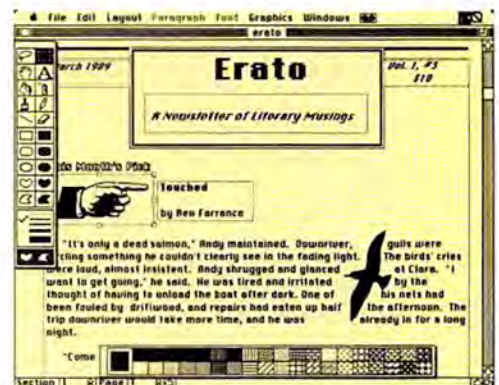 File Edit Layout Paragraph Font Graphics Windows
erato
March 1989
Erato
Vol. 1, #3
$10
A Newsletter of Literary Musings
This Month's Pick
Touched
by Ren Farrance
"It's only a dead salmon," Andy maintained. Downriver, gulls were
cling something he couldn't clearly see in the fading light. The birds' cries
were loud, almost insistent. Andy shrugged and glanced at Clara. "I
want to get going," he said. He was tired and irritated by the
thought of having to unload the boat after dark. One of his nets had
been fouled by driftwood, and repairs had eaten up half the afternoon. The
trip downriver would take more time, and he was already in for a long
night.
"Come
Section 1 Page 1